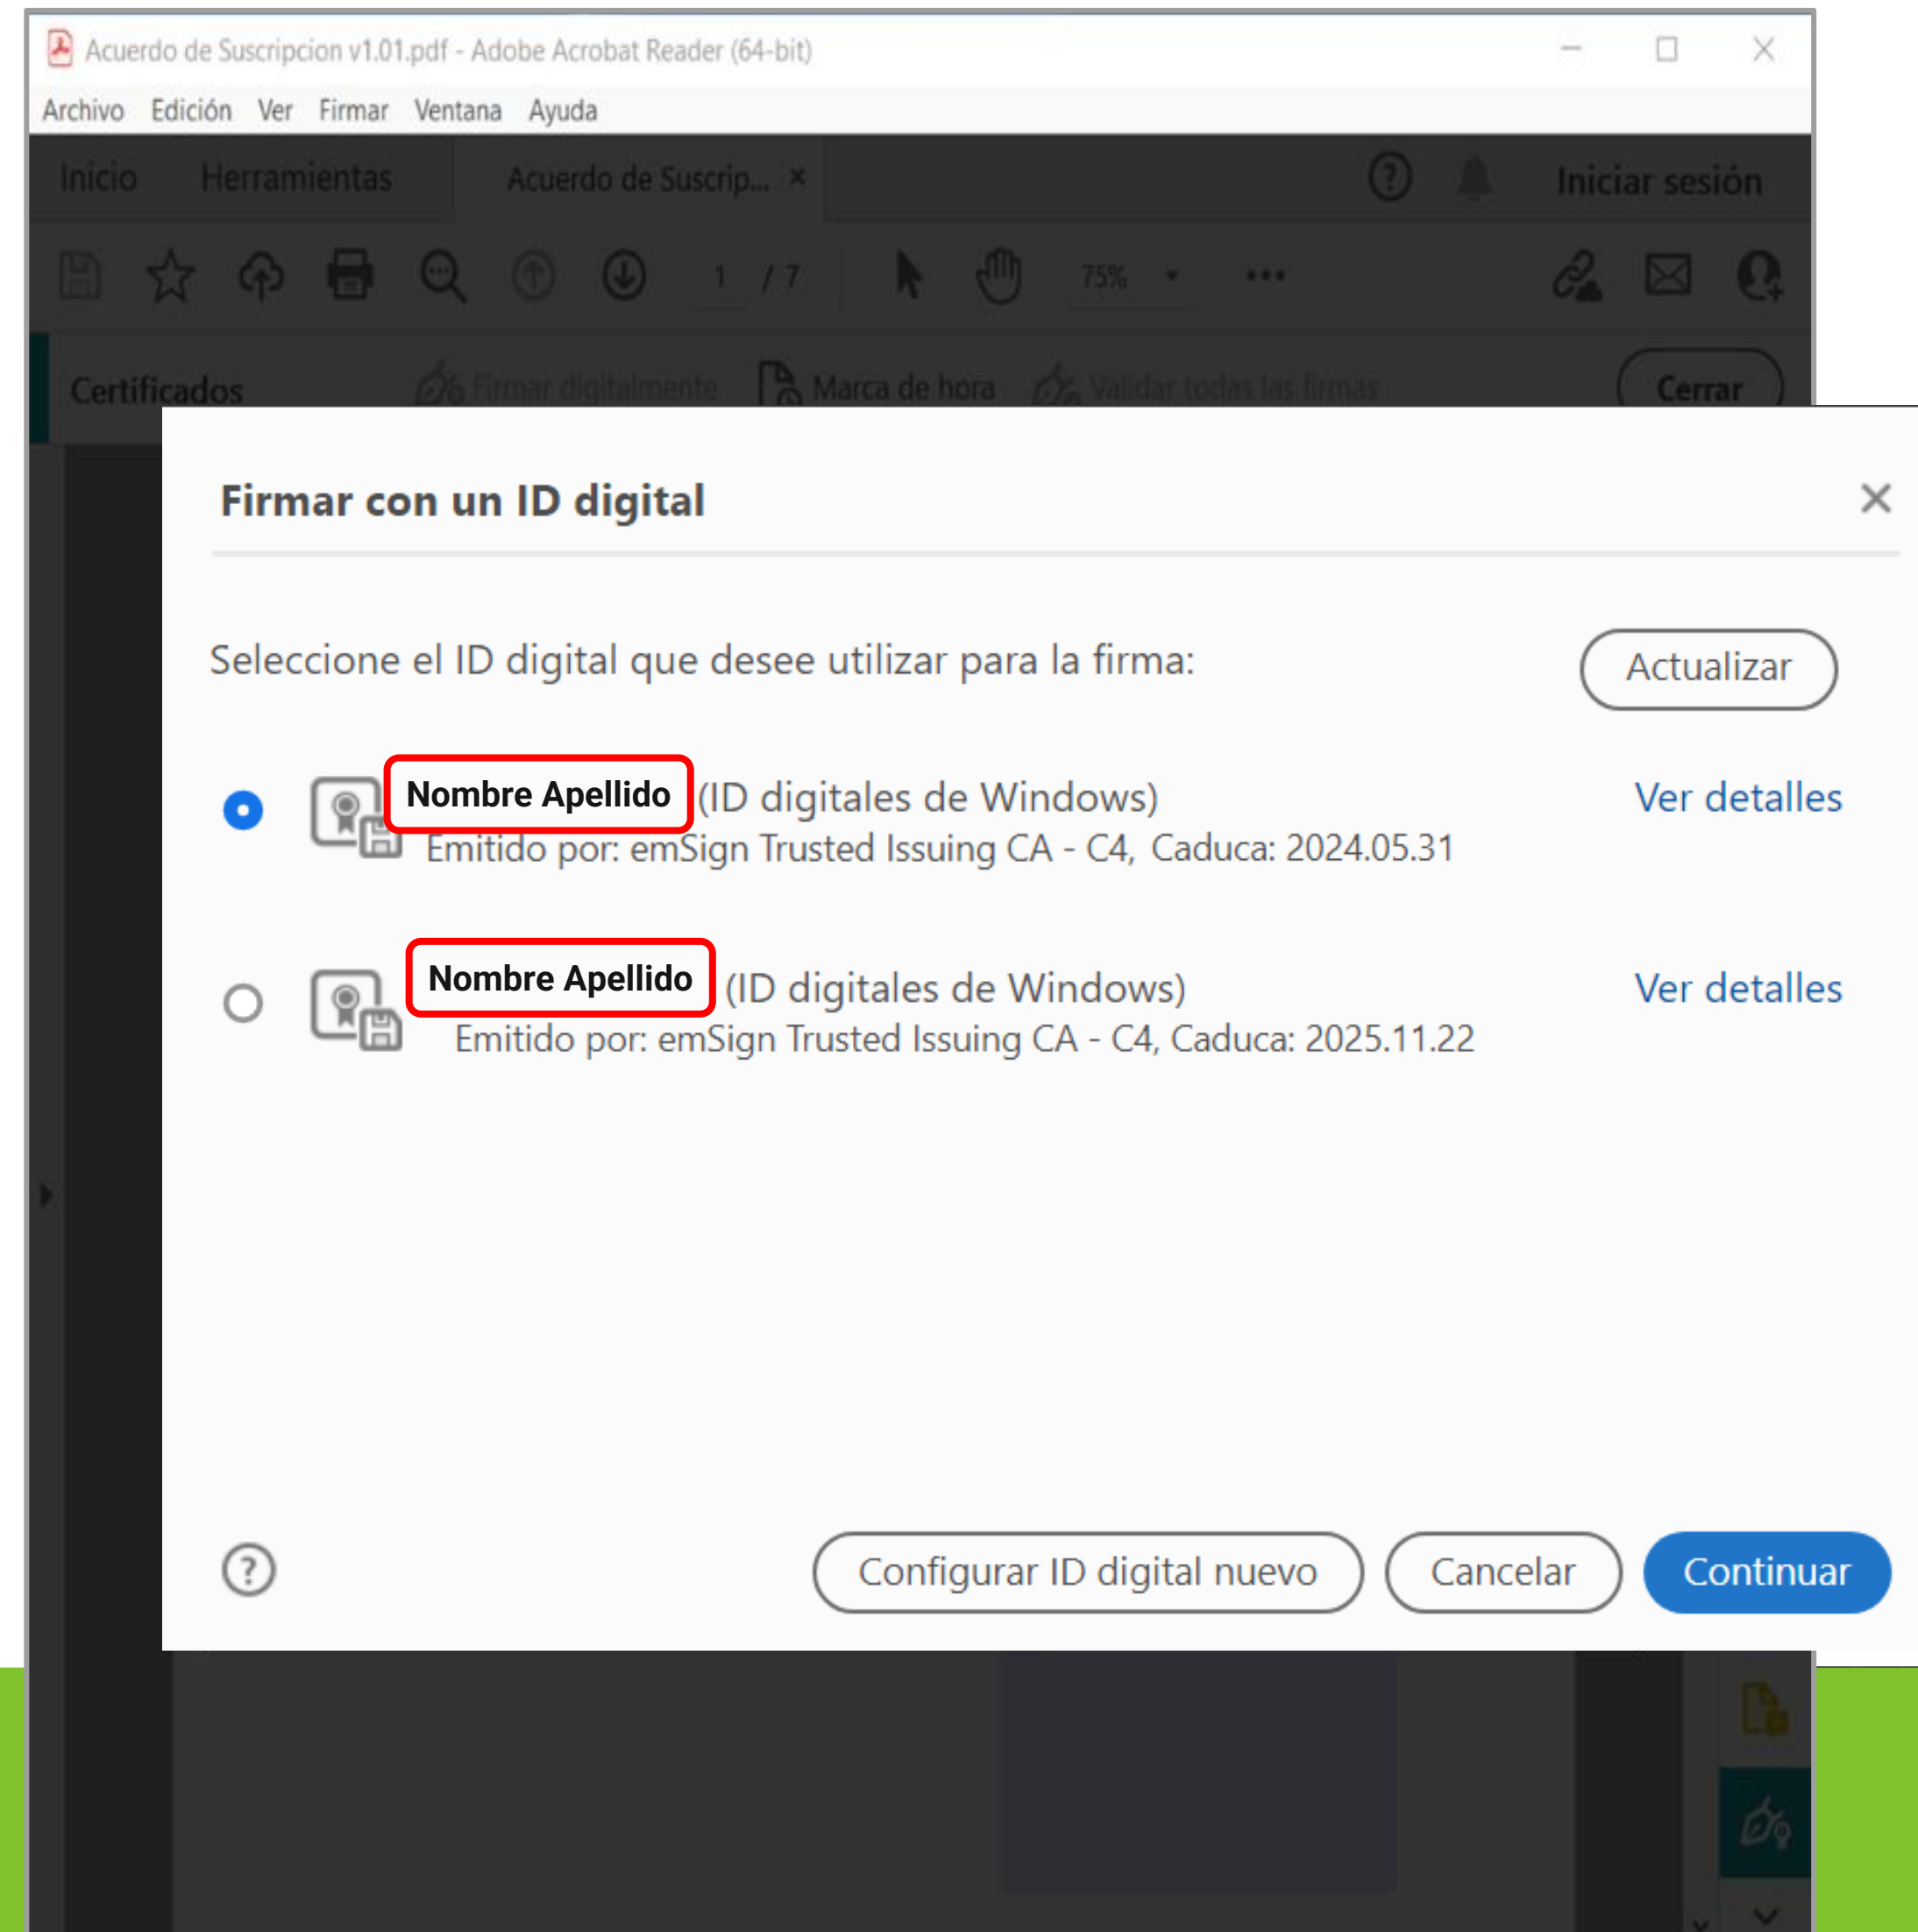 Acuerdo de Suscripcion v1.01.pdf - Adobe Acrobat Reader (64-bit)
Archivo Edición Ver Firmar Ventana Ayuda
Inicio Herramientas Acuerdo de Suscrip... × Iniciar sesión
1 / 7 75%
Certificados Firmar digitalmente Marca de hora Validar todas las firmas Cerrar
Firmar con un ID digital
Seleccione el ID digital que desee utilizar para la firma: Actualizar
Nombre Apellido (ID digitales de Windows) Ver detalles
Emitido por: emSign Trusted Issuing CA - C4, Caduca: 2024.05.31
Nombre Apellido (ID digitales de Windows) Ver detalles
Emitido por: emSign Trusted Issuing CA - C4, Caduca: 2025.11.22
Configurar ID digital nuevo Cancelar Continuar